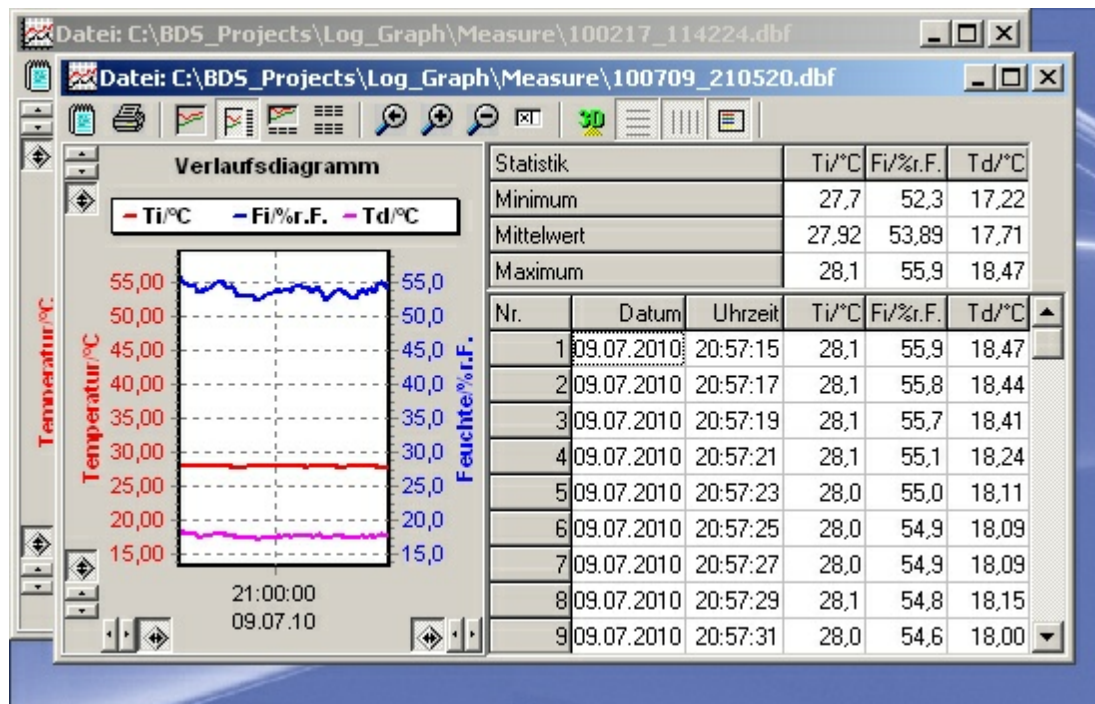 Datei: C:\BDS_Projects\Log_Graph\Measure\100217_114224.dbf
Datei: C:\BDS_Projects\Log_Graph\Measure\100709_210520.dbf
3D
Temperatur/°C
Verlaufsdiagramm
Ti/°C Fi/%r.F. Td/°C
55,00 55,0
50,00 50,0
45,00 45,0
40,00 40,0
35,00 35,0
30,00 30,0
25,00 25,0
20,00 20,0
15,00 15,0
Temperatur/°C
Feuchte/%r.F.
21:00:00
09.07.10
Statistik Ti/°C Fi/%r.F. Td/°C
Minimum 27,7 52,3 17,22
Mittelwert 27,92 53,89 17,71
Maximum 28,1 55,9 18,47
Nr. Datum Uhrzeit Ti/°C Fi/%r.F. Td/°C
1 09.07.2010 20:57:15 28,1 55,9 18,47
2 09.07.2010 20:57:17 28,1 55,8 18,44
3 09.07.2010 20:57:19 28,1 55,7 18,41
4 09.07.2010 20:57:21 28,1 55,1 18,24
5 09.07.2010 20:57:23 28,0 55,0 18,11
6 09.07.2010 20:57:25 28,0 54,9 18,09
7 09.07.2010 20:57:27 28,0 54,9 18,09
8 09.07.2010 20:57:29 28,1 54,8 18,15
9 09.07.2010 20:57:31 28,0 54,6 18,00